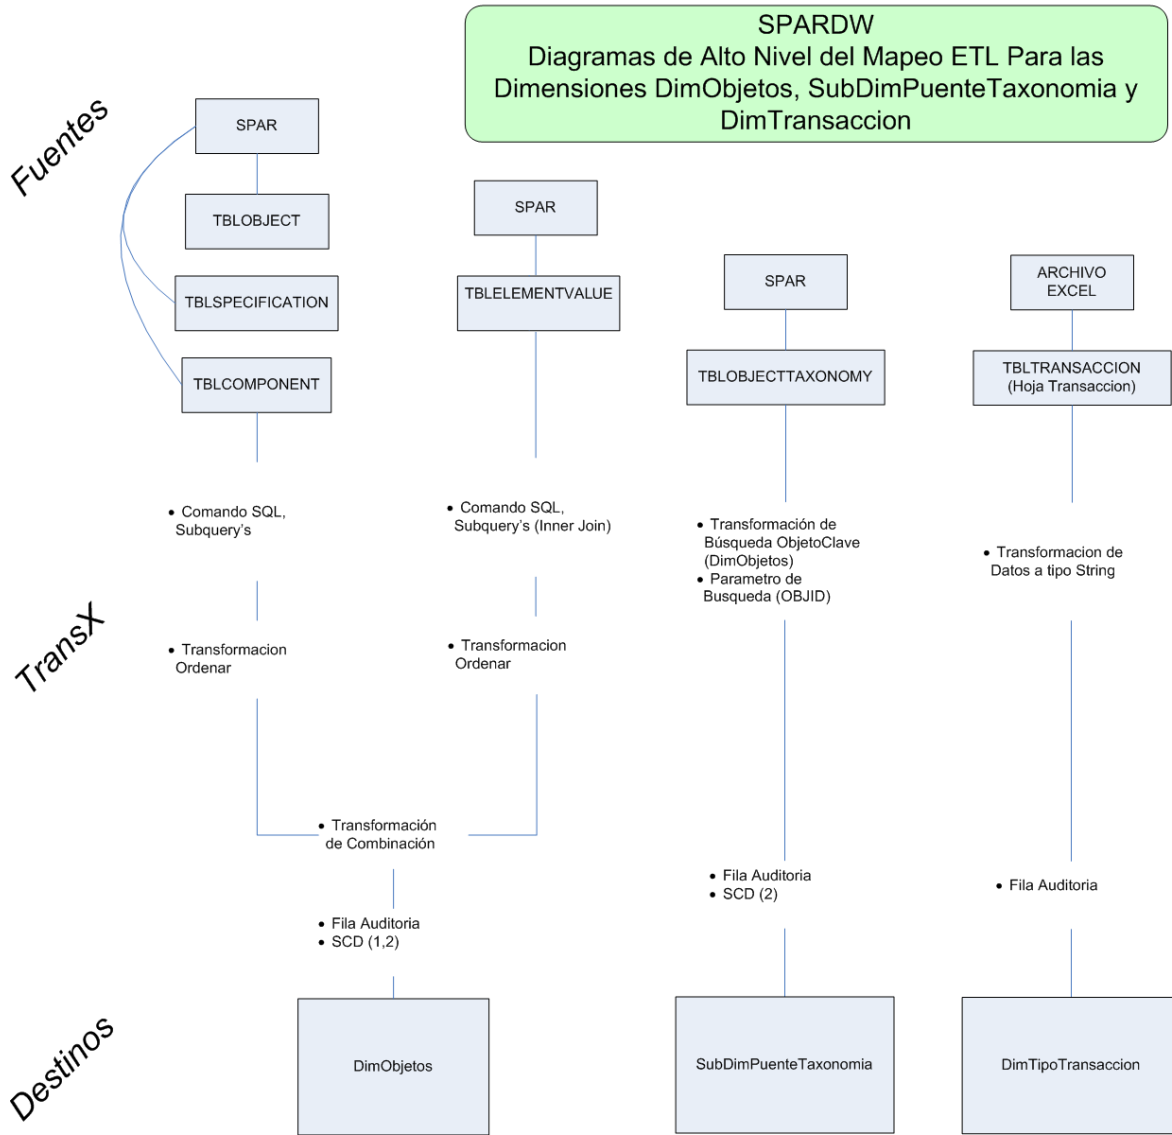 SPARDW
Diagramas de Alto Nivel del Mapeo ETL Para las
Dimensiones DimObjetos, SubDimPuenteTaxonomia y
DimTransaccion
Fuentes
SPAR
TBLOBJECT
TBLSPECIFICATION
TBLCOMPONENT
SPAR
TBLELEMENTVALUE
SPAR
TBLOBJECTTAXONOMY
ARCHIVO
EXCEL
TBLTRANSACCION
(Hoja Transaccion)
TransX
• Comando SQL,
Subquery's
• Comando SQL,
Subquery's (Inner Join)
• Transformación de
Búsqueda ObjetoClave
(DimObjetos)
• Parametro de
Busqueda (OBJID)
• Transformacion de
Datos a tipo String
• Transformacion
Ordenar
• Transformacion
Ordenar
• Transformación
de Combinación
• Fila Auditoria
• SCD (1,2)
• Fila Auditoria
• SCD (2)
• Fila Auditoria
Destinos
DimObjetos
SubDimPuenteTaxonomia
DimTipoTransaccion